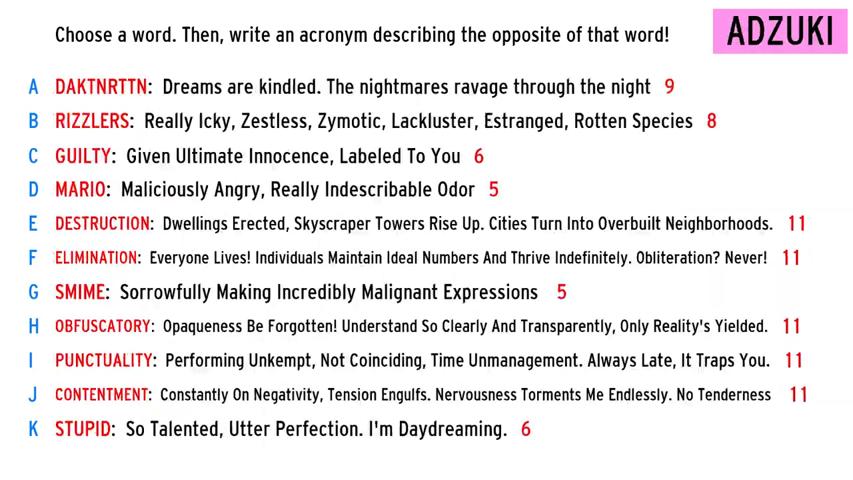 Choose a word. Then, write an acronym describing the opposite of that word!
ADZUKI
A DAKTNRTTN: Dreams are kindled. The nightmares ravage through the night 9
B RIZZLERS: Really Icky, Zestless, Zymotic, Lackluster, Estranged, Rotten Species 8
C GUILTY: Given Ultimate Innocence, Labeled To You 6
D MARIO: Maliciously Angry, Really Indescribable Odor 5
E DESTRUCTION: Dwellings Erected, Skyscraper Towers Rise Up. Cities Turn Into Overbuilt Neighborhoods. 11
F ELIMINATION: Everyone Lives! Individuals Maintain Ideal Numbers And Thrive Indefinitely. Obliteration? Never! 11
G SMIME: Sorrowfully Making Incredibly Malignant Expressions 5
H OBFUSCATORY: Opaqueness Be Forgotten! Understand So Clearly And Transparently, Only Reality's Yielded. 11
I PUNCTUALITY: Performing Unkempt, Not Coinciding, Time Unmanagement. Always Late, It Traps You. 11
J CONTENTMENT: Constantly On Negativity, Tension Engulfs. Nervousness Torments Me Endlessly. No Tenderness 11
K STUPID: So Talented, Utter Perfection. I'm Daydreaming. 6